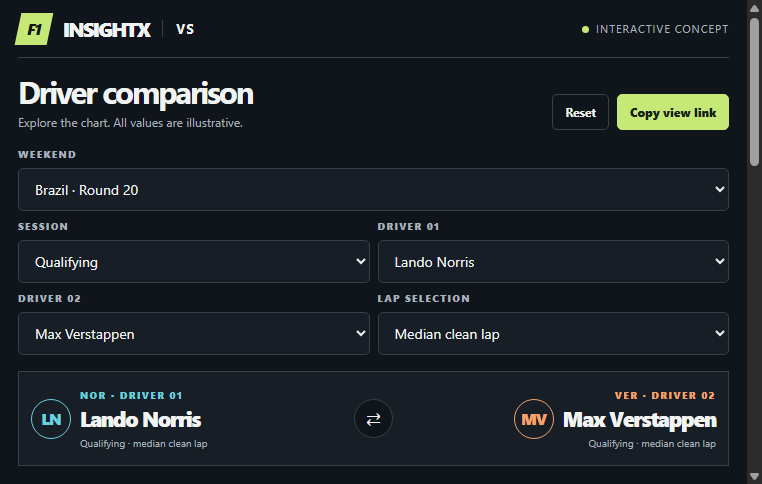 F1 INSIGHTX VS
INTERACTIVE CONCEPT
Driver comparison
Explore the chart. All values are illustrative.
Reset
Copy view link
WEEKEND
Brazil · Round 20
SESSION
DRIVER 01
Qualifying
Lando Norris
DRIVER 02
LAP SELECTION
Max Verstappen
Median clean lap
LN
NOR · DRIVER 01
Lando Norris
Qualifying · median clean lap
MV
VER · DRIVER 02
Max Verstappen
Qualifying · median clean lap